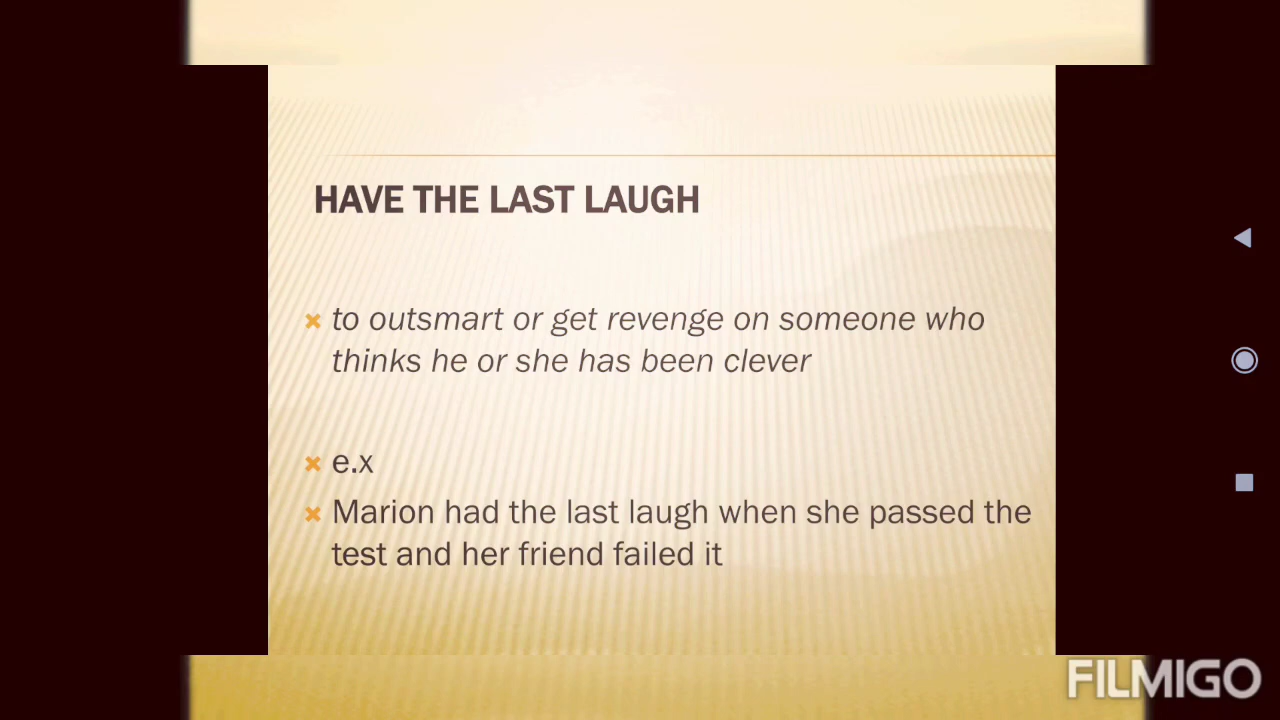 HAVE THE LAST LAUGH
to outsmart or get revenge on someone who
thinks he or she has been clever
e.x
Marion had the last laugh when she passed the
test and her friend failed it
FILMIGO